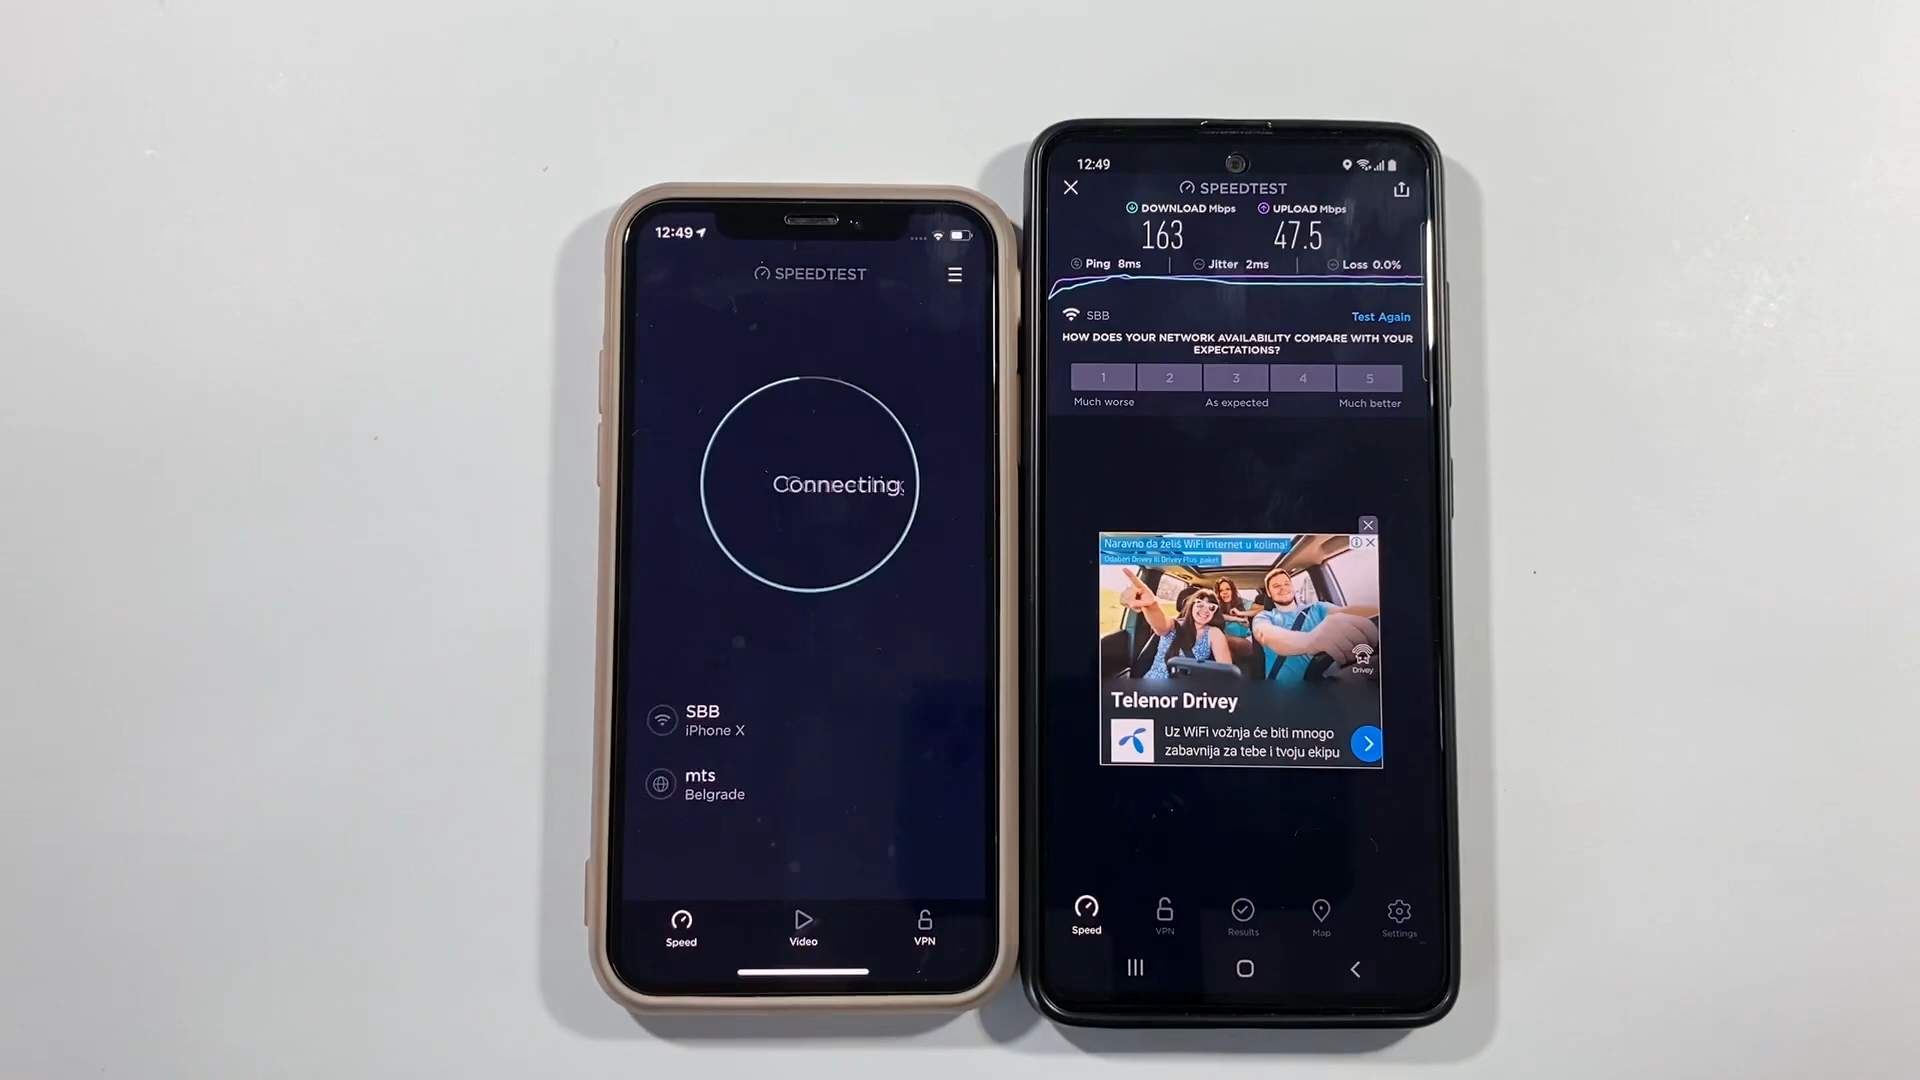 12:49
SPEEDTEST
Connecting
SBB
iPhone X
mts
Belgrade
Speed
Video
VPN
12:49
SPEEDTEST
DOWNLOAD Mbps
UPLOAD Mbps
163
47.5
Ping 8ms
Jitter 2ms
Loss 0.0%
SBB
Test Again
HOW DOES YOUR NETWORK AVAILABILITY COMPARE WITH YOUR
EXPECTATIONS?
1 2 3 4 5
Much worse
As expected
Much better
Naravno da želiš WiFi internet u kolima!
Odaberi Drivey ili Drivey Plus paket
Drivey
Telenor Drivey
Uz WiFi vožnja će biti mnogo
zabavnija za tebe i tvoju ekipu
Speed
VPN
Results
Map
Settings